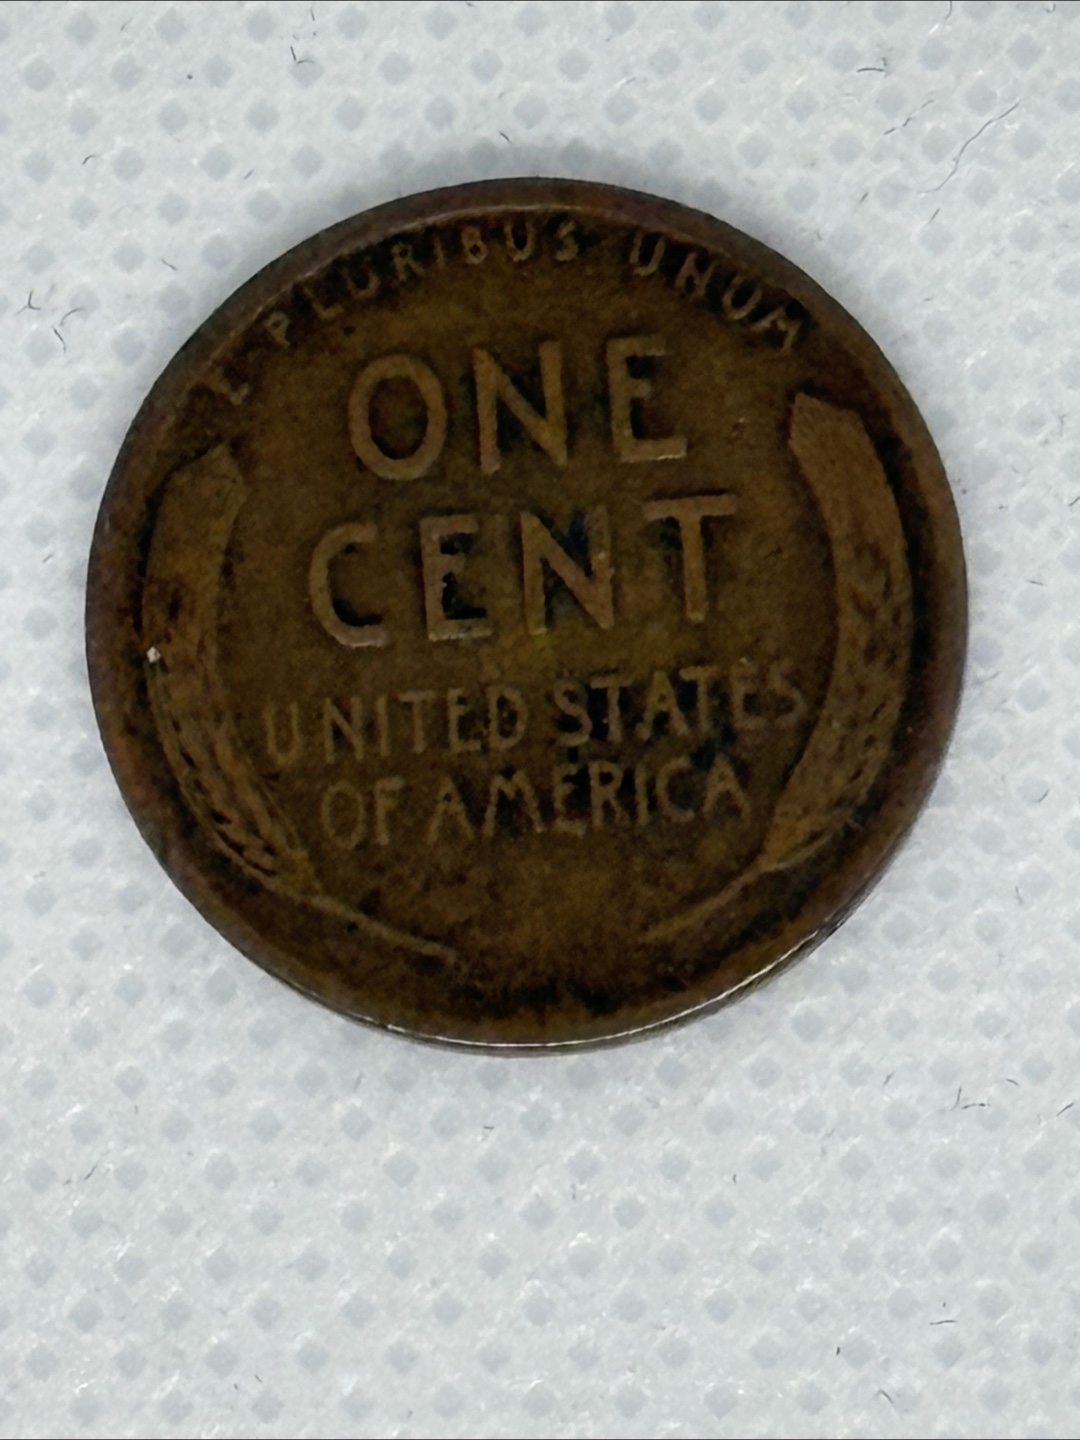 E PLURIBUS UNUM
ONE
CENT
UNITED STATES
OF AMERICA